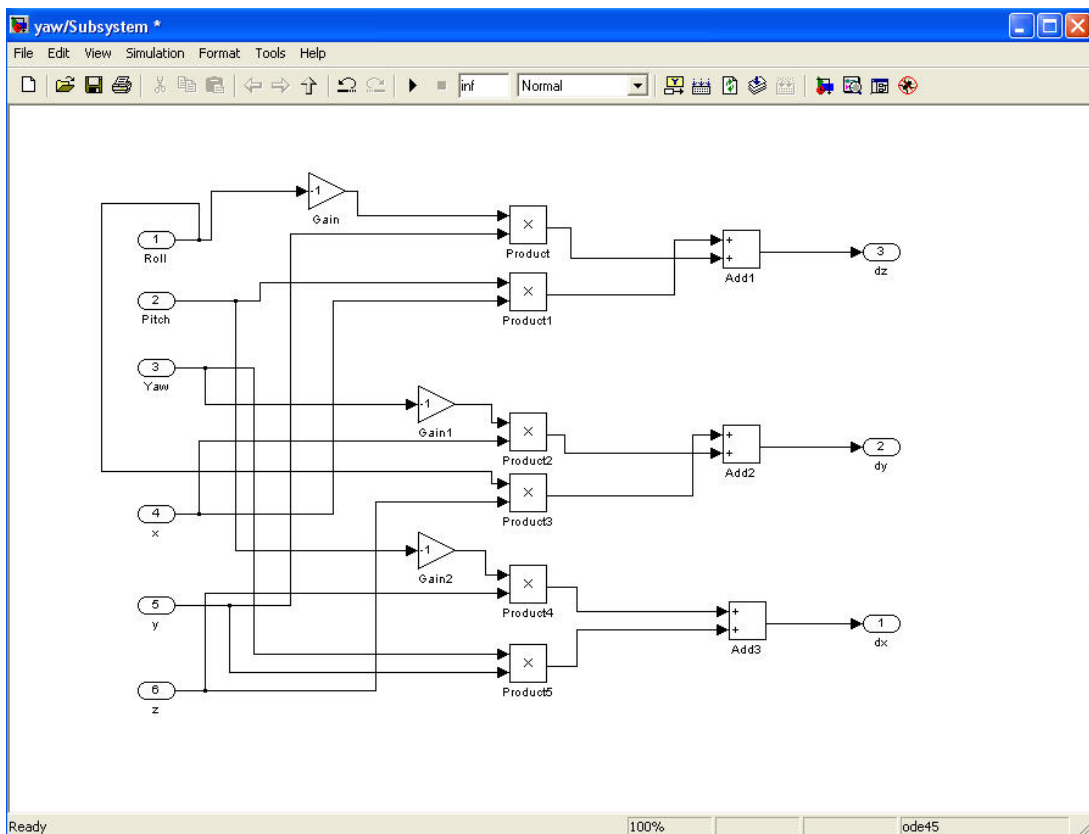 yaw/Subsystem *
File Edit View Simulation Format Tools Help
inf Normal
-1
Gain
1
Roll
×
Product
+
+
Add1
3
dz
2
Pitch
×
Product1
3
Yaw
-1
Gain1
×
Product2
+
+
Add2
2
dy
×
Product3
4
x
-1
Gain2
×
Product4
5
y
+
+
Add3
1
dx
×
Product5
6
z
Ready 100% ode45